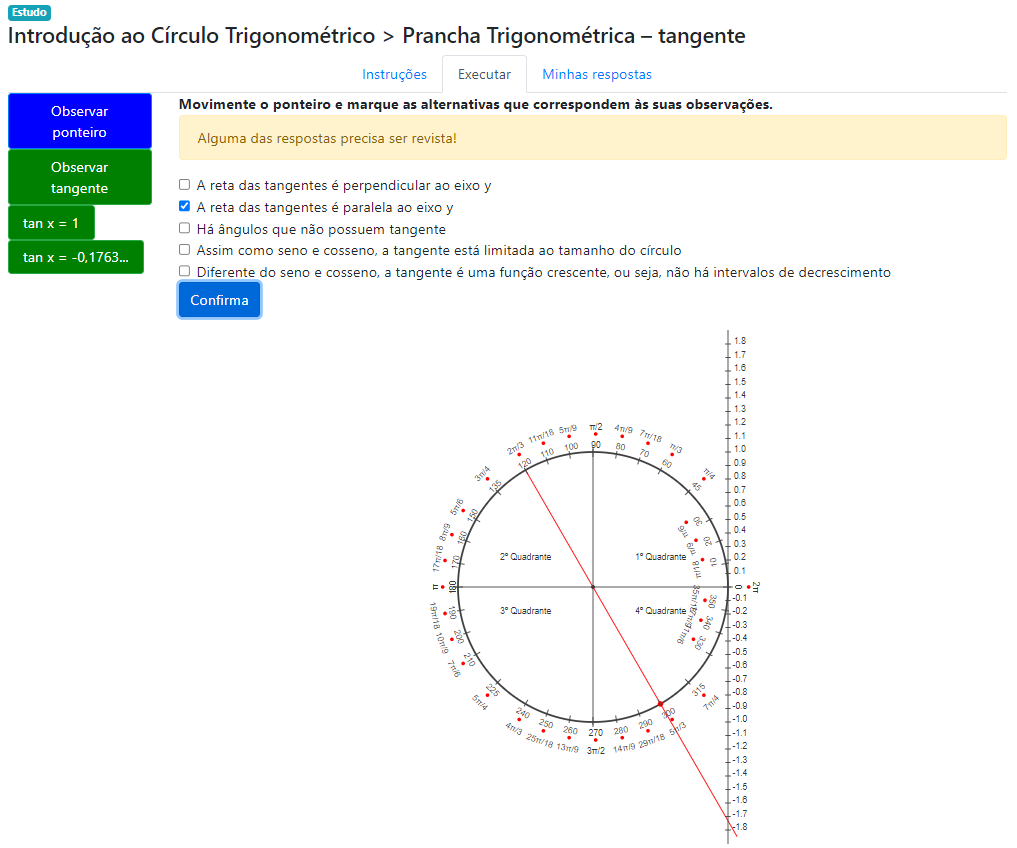 Estudo
Introdução ao Círculo Trigonométrico > Prancha Trigonométrica – tangente
Instruções
Executar
Minhas respostas
Observar
ponteiro
Observar
tangente
tan x = 1
tan x = -0,1763...
Movimente o ponteiro e marque as alternativas que correspondem às suas observações.
Alguma das respostas precisa ser revista!
A reta das tangentes é perpendicular ao eixo y
A reta das tangentes é paralela ao eixo y
Há ângulos que não possuem tangente
Assim como seno e cosseno, a tangente está limitada ao tamanho do círculo
Diferente do seno e cosseno, a tangente é uma função crescente, ou seja, não há intervalos de decrescimento
Confirma
1.8
1.7
1.6
1.5
1.4
1.3
1.2
1.1
1.0
0.9
0.8
0.7
0.6
0.5
0.4
0.3
0.2
0.1
0
-0.1
-0.2
-0.3
-0.4
-0.5
-0.6
-0.7
-0.8
-0.9
-1.0
-1.1
-1.2
-1.3
-1.4
-1.5
-1.6
-1.7
-1.8
2π
10
π/18
20
π/9
30
π/6
45
π/4
60
π/3
70
7π/18
80
4π/9
90
π/2
100
5π/9
110
11π/18
120
2π/3
135
3π/4
150
5π/6
160
8π/9
170
17π/18
180
π
190
19π/18
200
10π/9
210
7π/6
225
5π/4
240
4π/3
250
25π/18
260
13π/9
270
3π/2
280
14π/9
290
29π/18
300
5π/3
315
7π/4
330
11π/6
340
17π/9
350
35π/18
2º Quadrante
1º Quadrante
3º Quadrante
4º Quadrante